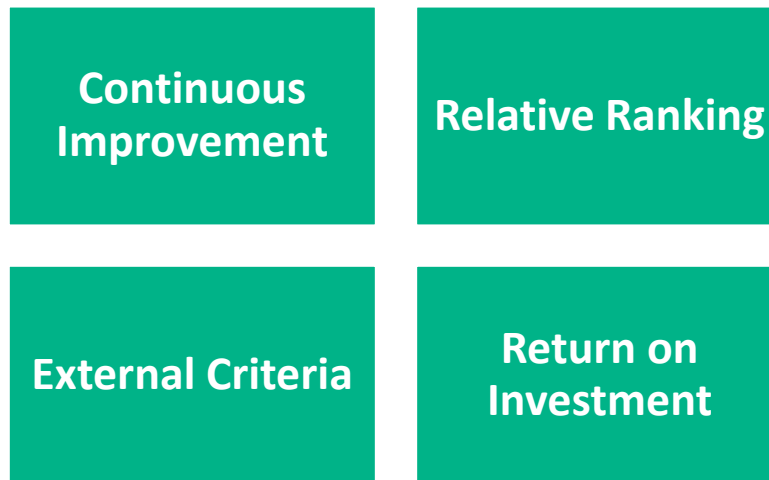 Continuous
Improvement
Relative Ranking
External Criteria
Return on
Investment